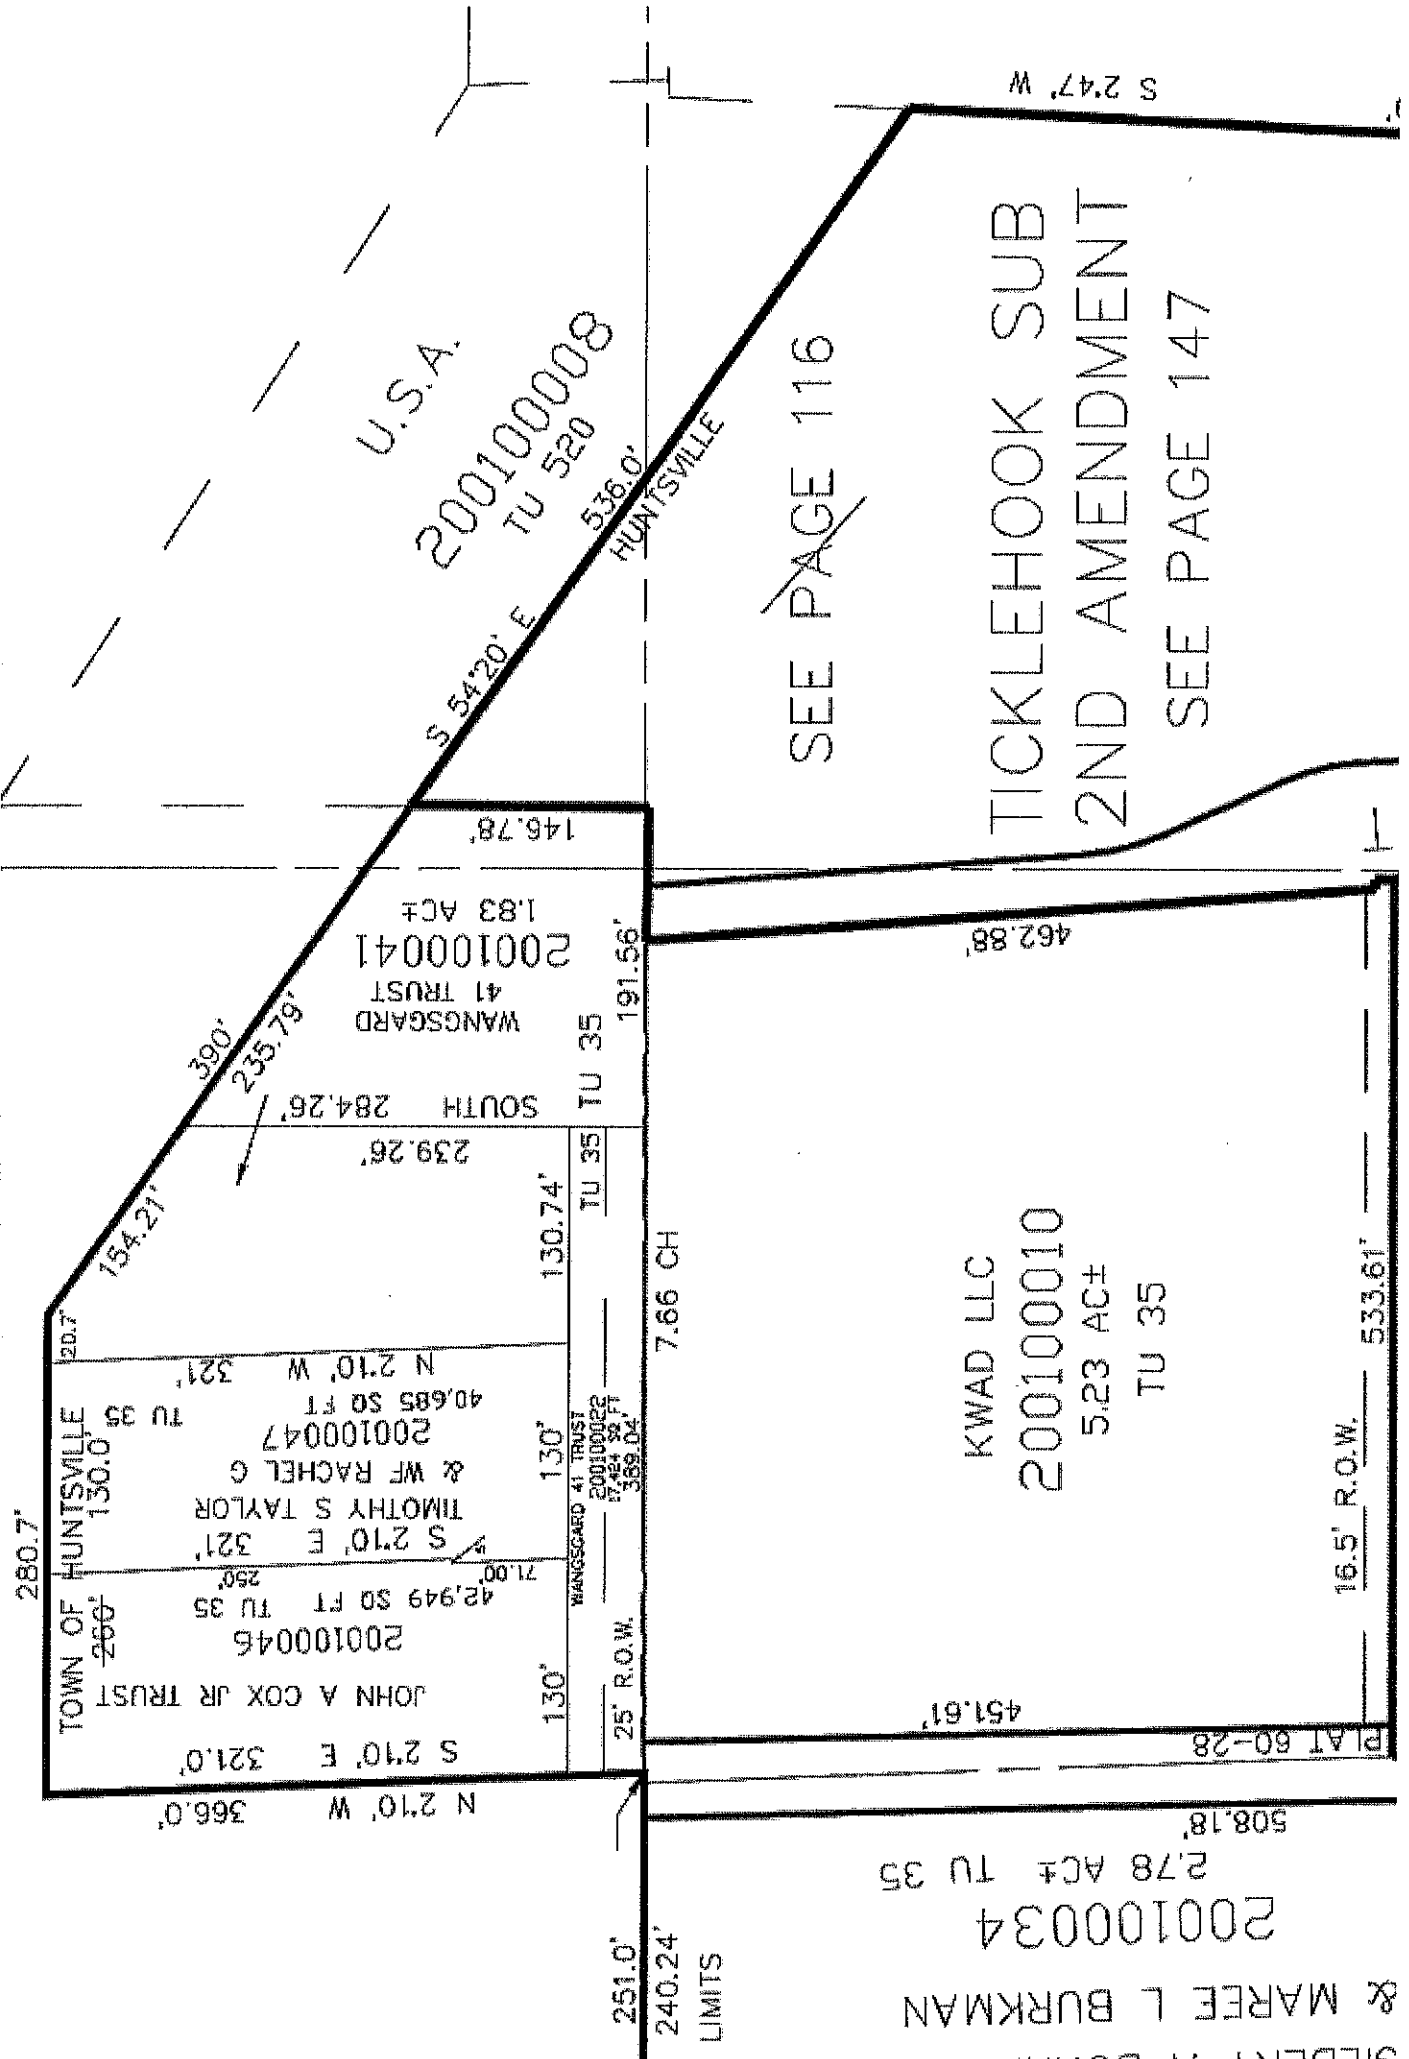 S 2°47' W
U.S.A.
200100008
TU 520
536.0'
HUNTSVILLE
S 54°20' E
SEE PAGE 116
TICKLEHOOK SUB
2ND AMENDMENT
SEE PAGE 147
146.78'
WANGSGARD
41 TRUST
200100041
1.83 AC±
191.56'
TU 35
390'
235.79'
SOUTH 284.26'
239.26'
154.21'
130.74'
TU 35
20.7'
N 2°10' W 321'
TIMOTHY S TAYLOR
& WF RACHEL G
200100047
40,685 SQ FT
TU 35
S 2°10' E 321'
130'
130.0'
280.7'
TOWN OF HUNTSVILLE
260'
250'
71.00'
JOHN A COX JR TRUST
200100046
42,949 SQ FT TU 35
S 2°10' E 321.0'
130'
N 2°10' W 366.0'
WANGSGARD 41 TRUST
200100022
17,424 SQ FT
389.04'
25' R.O.W.
7.66 CH
462.88'
KWAD LLC
200100010
5.23 AC±
TU 35
16.5' R.O.W.
533.61'
451.61'
PLAT 60-28
508.18'
251.0'
240.24'
LIMITS
& MAREE L BURKMAN
200100034
2.78 AC± TU 35